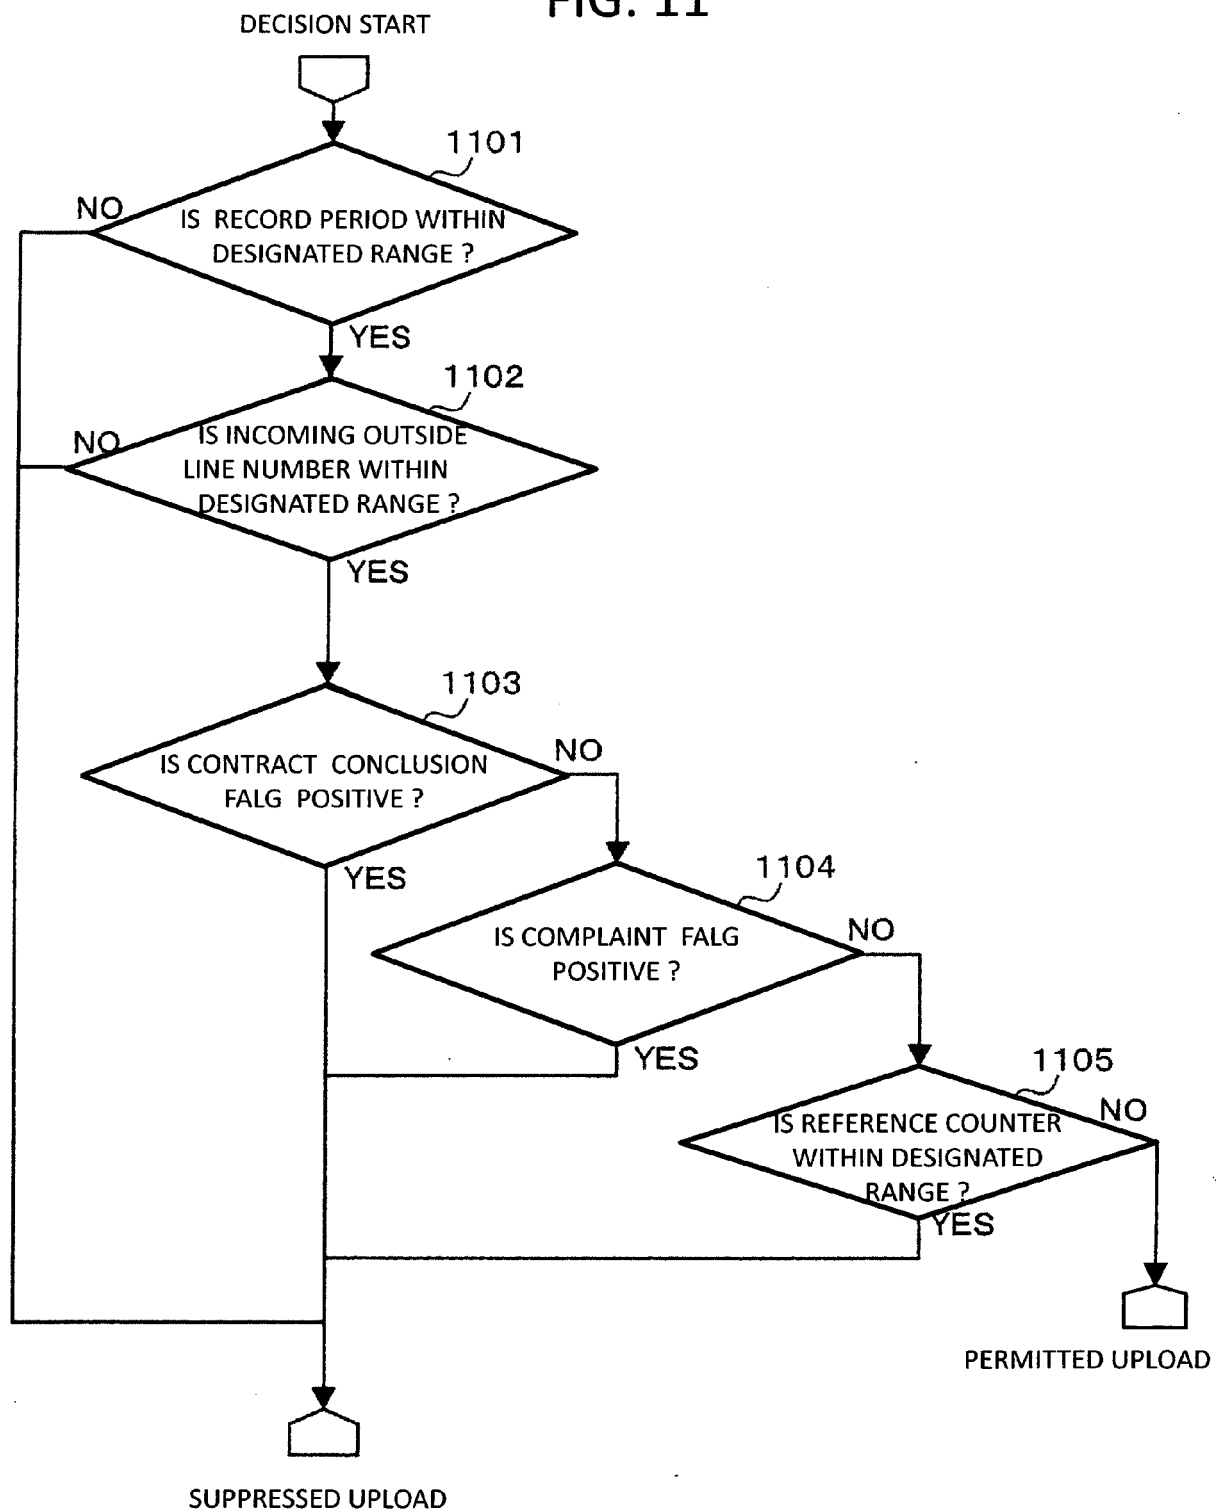 FIG. 11
DECISION START
1101
NO
IS RECORD PERIOD WITHIN
DESIGNATED RANGE ?
YES
1102
NO
IS INCOMING OUTSIDE
LINE NUMBER WITHIN
DESIGNATED RANGE ?
YES
1103
NO
IS CONTRACT CONCLUSION
FALG POSITIVE ?
YES
1104
NO
IS COMPLAINT FALG
POSITIVE ?
YES
1105
NO
IS REFERENCE COUNTER
WITHIN DESIGNATED
RANGE ?
YES
PERMITTED UPLOAD
SUPPRESSED UPLOAD